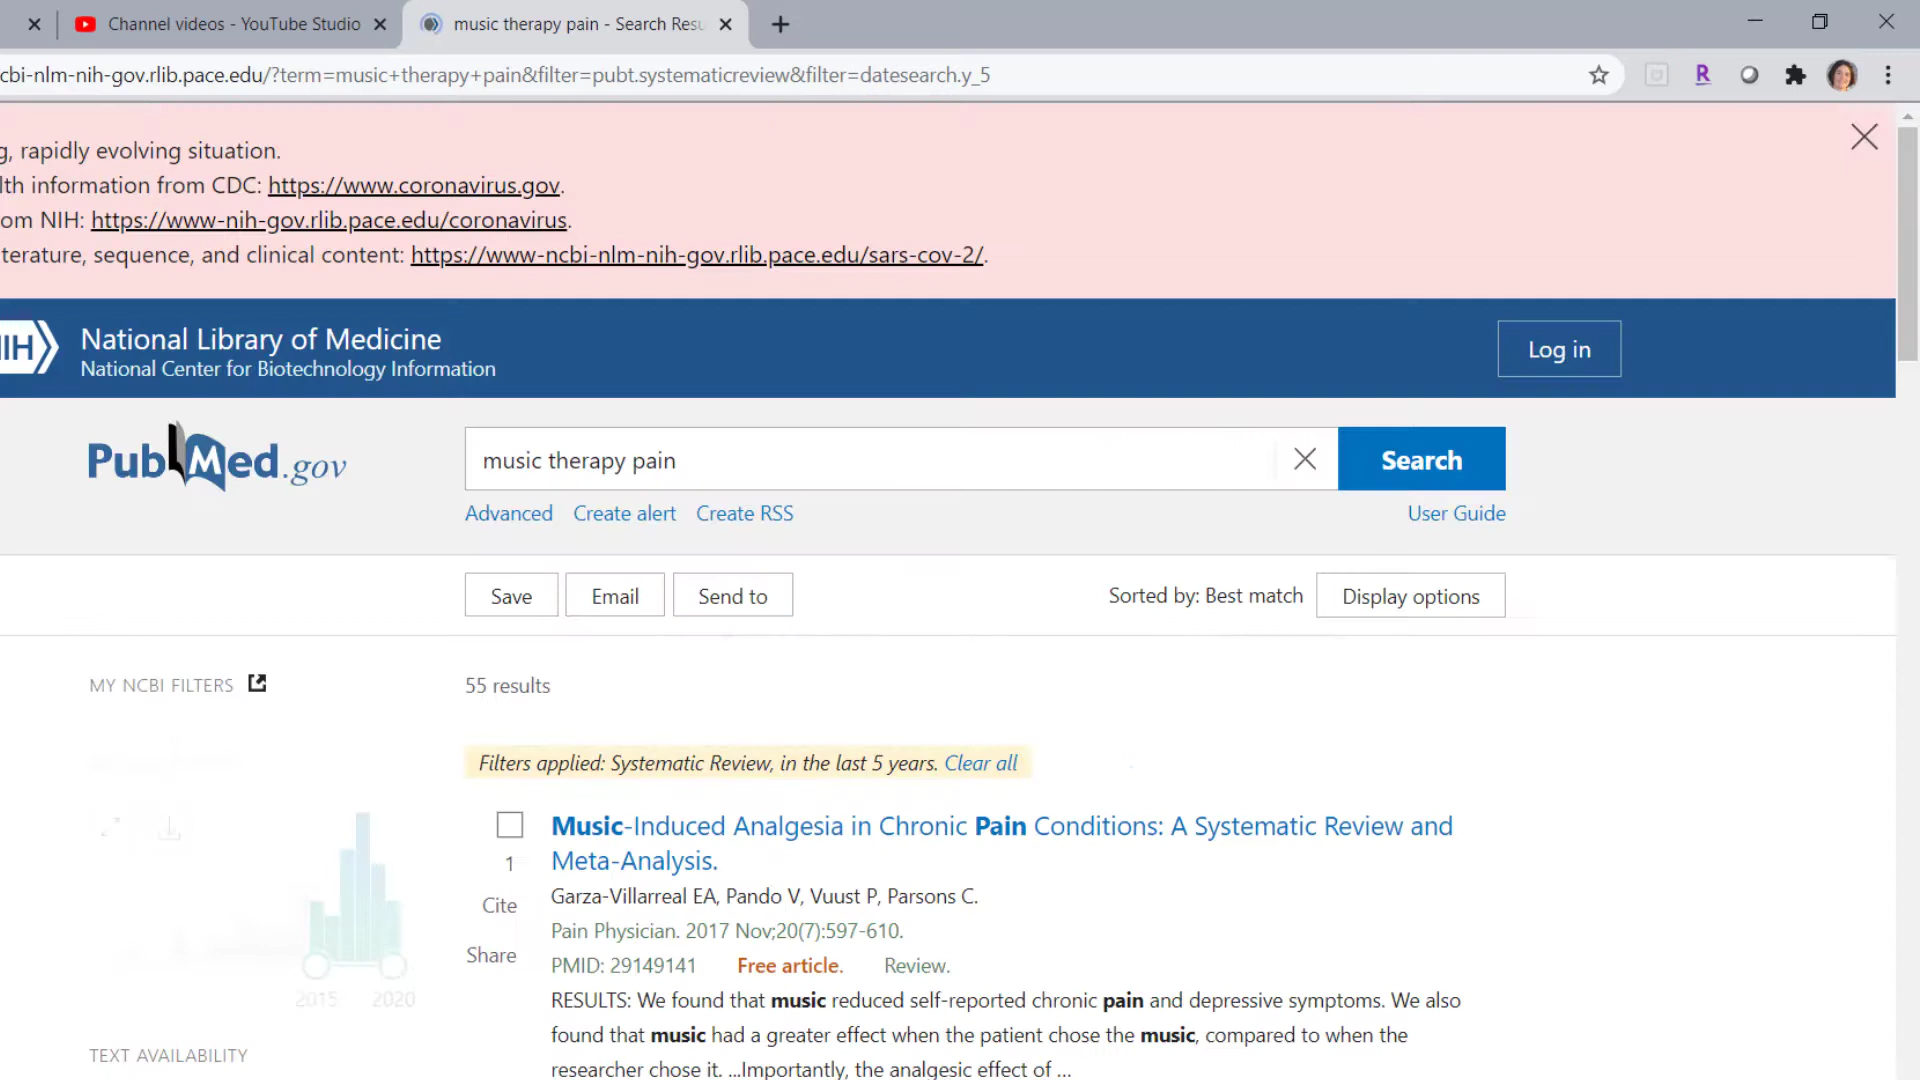 Channel videos - YouTube Studio
music therapy pain - Search Resu
cbi-nlm-nih-gov.rlib.pace.edu/?term=music+therapy+pain&filter=pubt.systematicreview&filter=datesearch.y_5
g, rapidly evolving situation.
lth information from CDC: https://www.coronavirus.gov.
om NIH: https://www-nih-gov.rlib.pace.edu/coronavirus.
terature, sequence, and clinical content: https://www-ncbi-nlm-nih-gov.rlib.pace.edu/sars-cov-2/.
NIH
National Library of Medicine
National Center for Biotechnology Information
Log in
PubMed.gov
music therapy pain
Search
Advanced Create alert Create RSS
User Guide
Save Email Send to
Sorted by: Best match Display options
MY NCBI FILTERS
55 results
Filters applied: Systematic Review, in the last 5 years. Clear all
Music-Induced Analgesia in Chronic Pain Conditions: A Systematic Review and
Meta-Analysis.
1
Cite
Share
Garza-Villarreal EA, Pando V, Vuust P, Parsons C.
Pain Physician. 2017 Nov;20(7):597-610.
PMID: 29149141 Free article. Review.
RESULTS: We found that music reduced self-reported chronic pain and depressive symptoms. We also
found that music had a greater effect when the patient chose the music, compared to when the
researcher chose it. ...Importantly, the analgesic effect of ...
2015 2020
TEXT AVAILABILITY